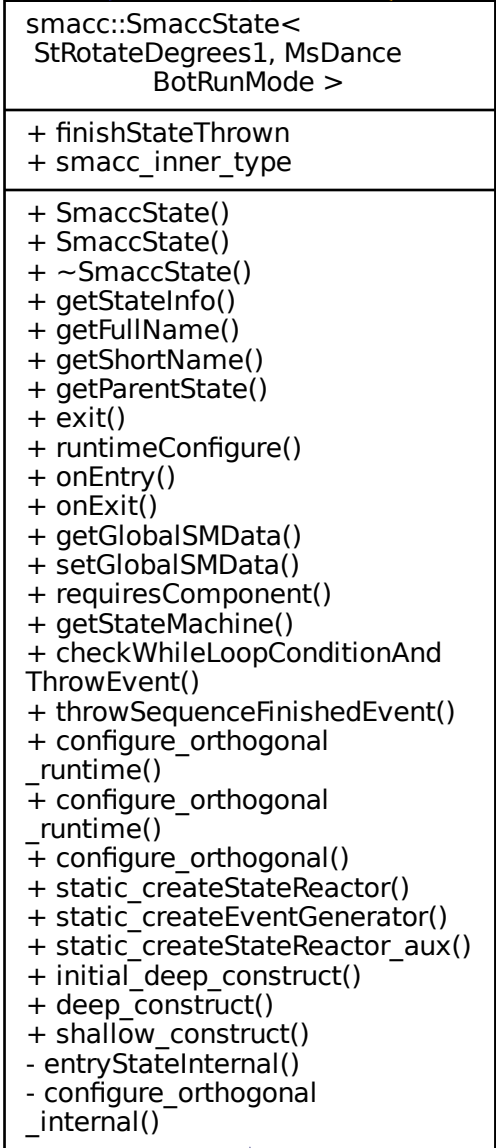 smacc::SmaccState<
StRotateDegrees1, MsDance
BotRunMode >
+ finishStateThrown
+ smacc_inner_type
+ SmaccState()
+ SmaccState()
+ ~SmaccState()
+ getStateInfo()
+ getFullName()
+ getShortName()
+ getParentState()
+ exit()
+ runtimeConfigure()
+ onEntry()
+ onExit()
+ getGlobalSMData()
+ setGlobalSMData()
+ requiresComponent()
+ getStateMachine()
+ checkWhileLoopConditionAnd
ThrowEvent()
+ throwSequenceFinishedEvent()
+ configure_orthogonal
_runtime()
+ configure_orthogonal
_runtime()
+ configure_orthogonal()
+ static_createStateReactor()
+ static_createEventGenerator()
+ static_createStateReactor_aux()
+ initial_deep_construct()
+ deep_construct()
+ shallow_construct()
- entryStateInternal()
- configure_orthogonal
_internal()